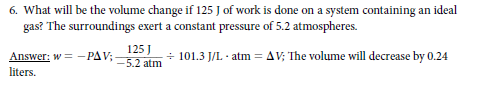 6. What will be the volume change if 125 J of work is done on a system containing an ideal
gas? The surroundings exert a constant pressure of 5.2 atmospheres.
Answer: w = −PΔV; 125 J / −5.2 atm ÷ 101.3 J/L · atm = ΔV; The volume will decrease by 0.24
liters.